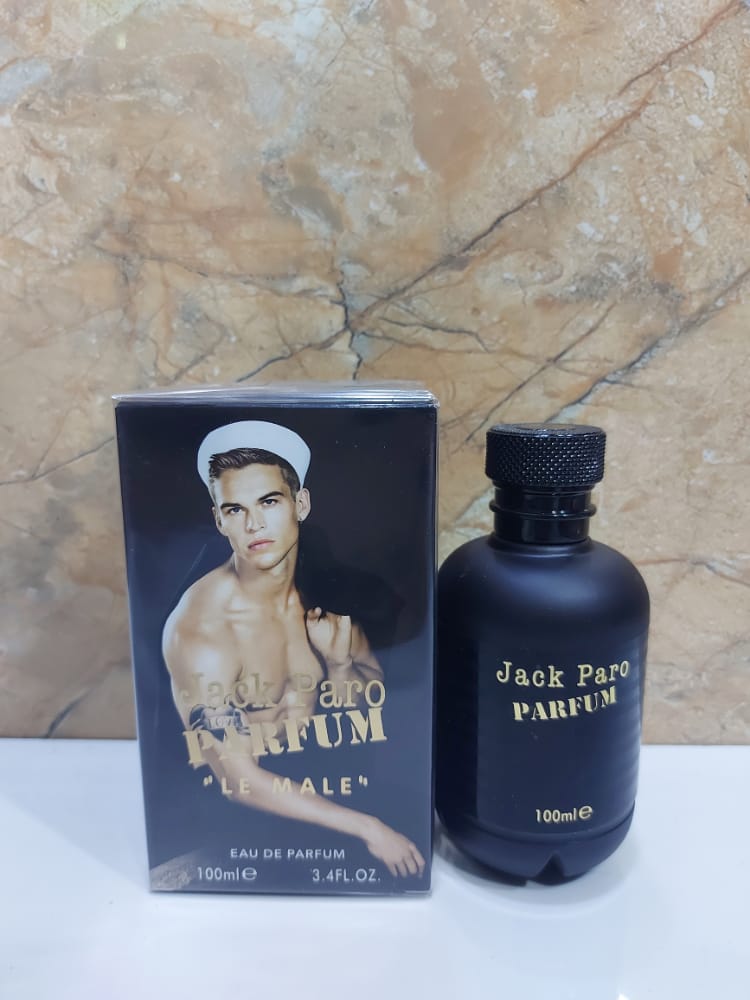 Jack Paro
PARFUM
"LE MALE"
EAU DE PARFUM
100ml℮ 3.4FL.OZ.
Jack Paro
PARFUM
100ml℮